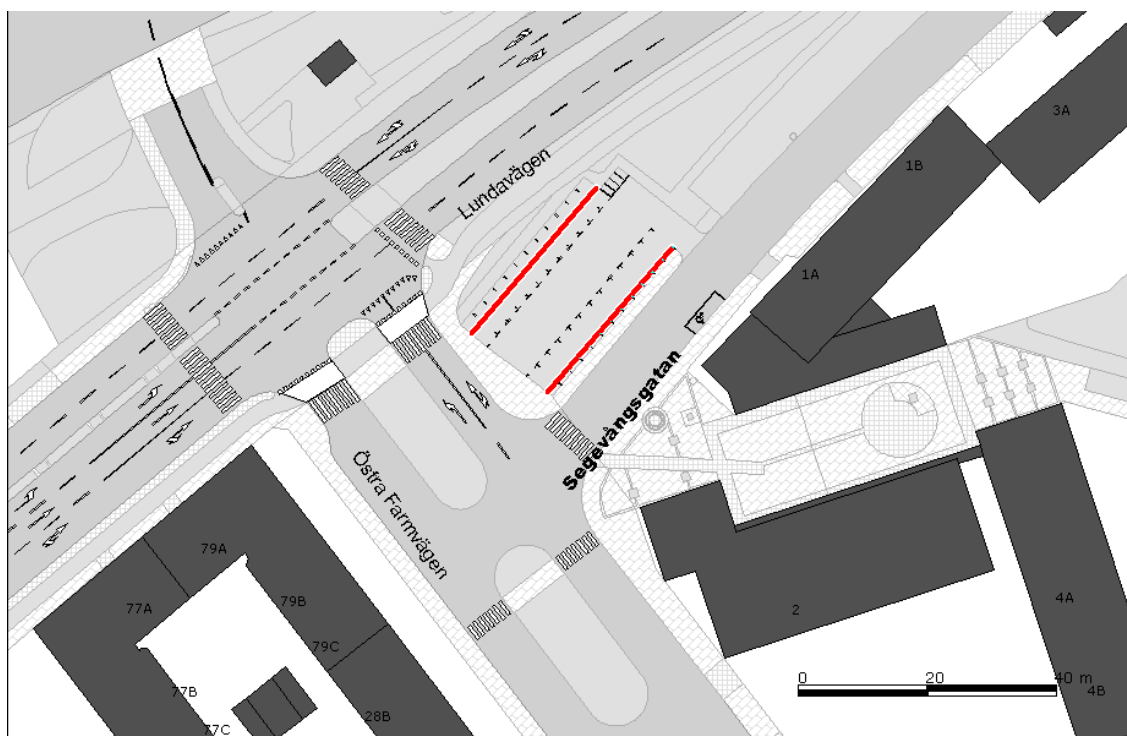 3A
1B
Lundavägen
1A
Segevångsgatan
Östra Farmvägen
79A
77A
79B
79C
77B
77C
28B
2
4A
4B
0 20 40 m